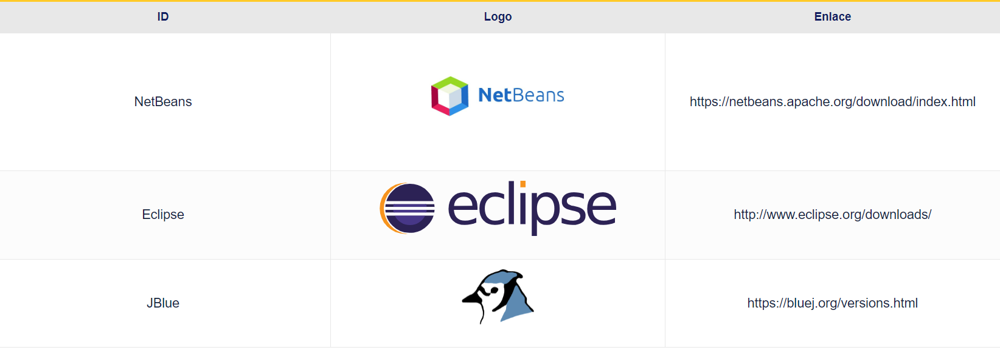 ID Logo Enlace
NetBeans NetBeans https://netbeans.apache.org/download/index.html
Eclipse eclipse http://www.eclipse.org/downloads/
JBlue https://bluej.org/versions.html